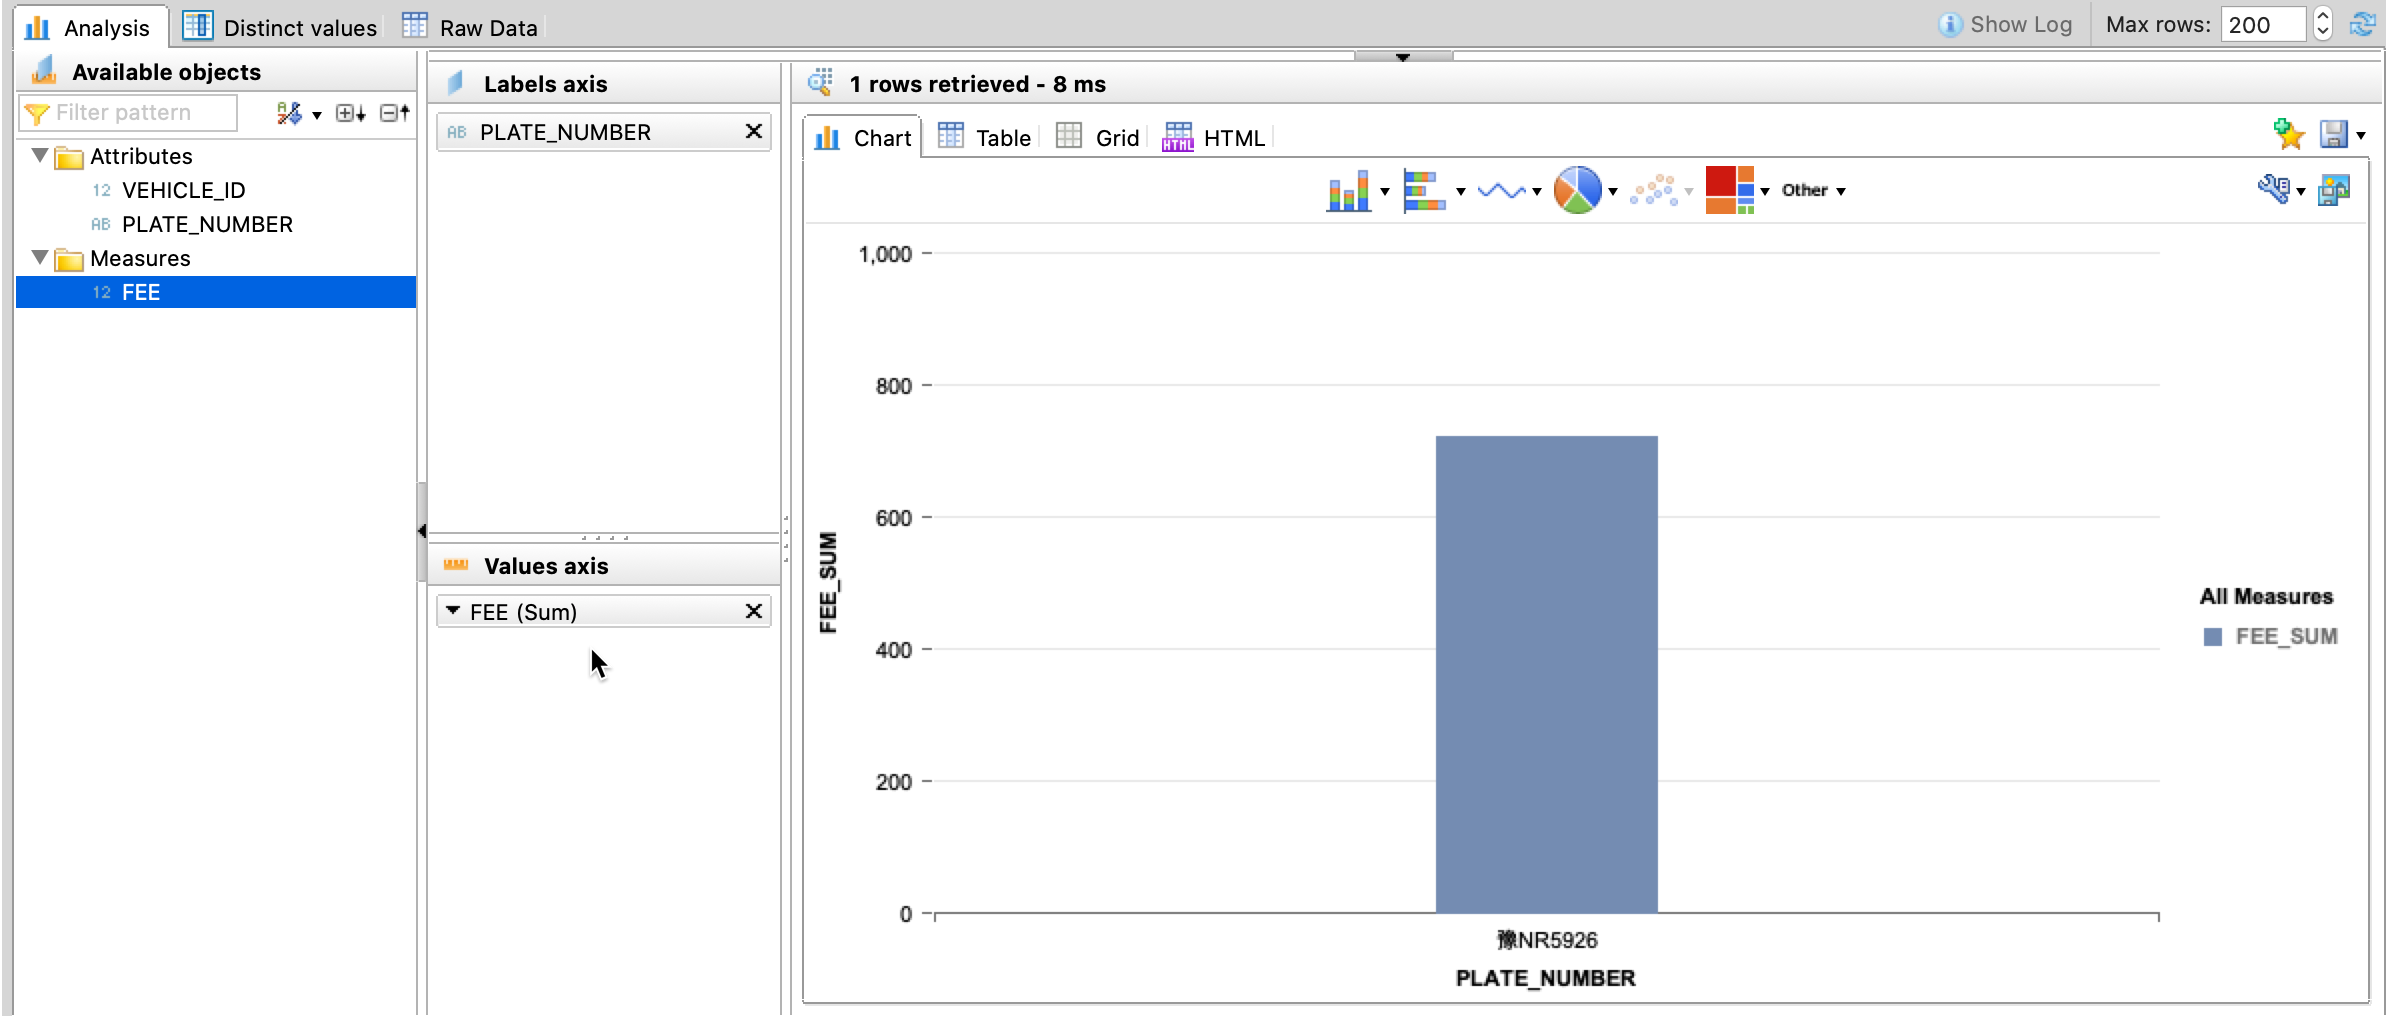 Analysis
Distinct values
Raw Data
Show Log
Max rows: 200
Available objects
Filter pattern
Attributes
12 VEHICLE_ID
AB PLATE_NUMBER
Measures
12 FEE
Labels axis
AB PLATE_NUMBER
Values axis
FEE (Sum)
1 rows retrieved - 8 ms
Chart
Table
Grid
HTML HTML
Other
1,000
800
600
400
200
0
FEE_SUM
豫NR5926
PLATE_NUMBER
All Measures
FEE_SUM